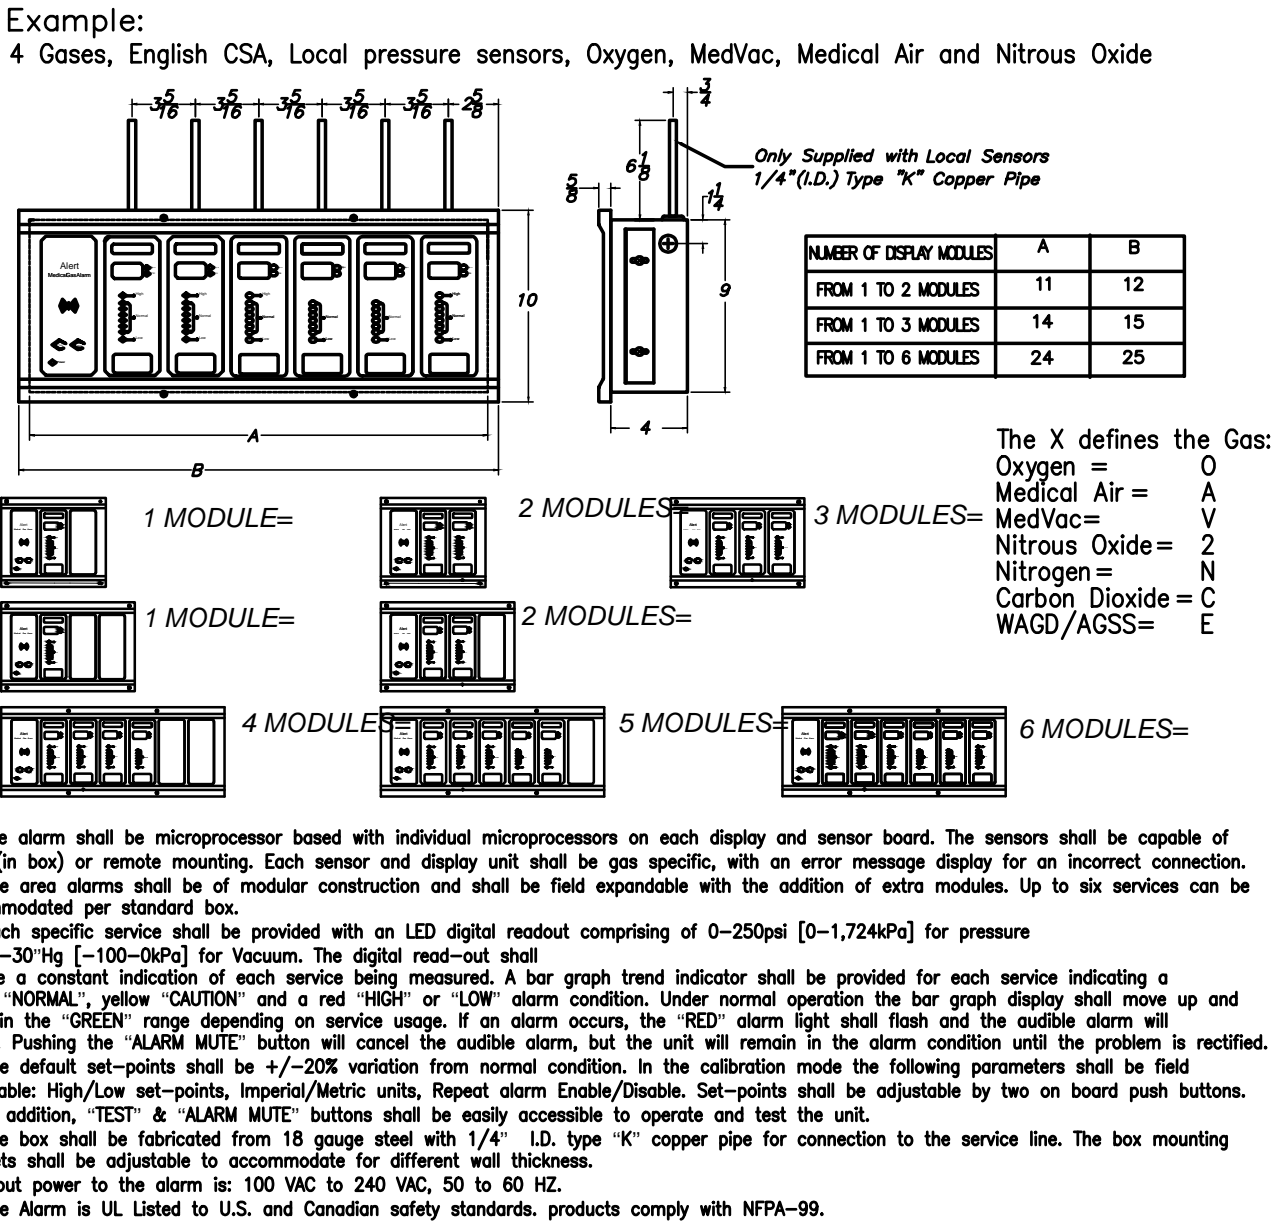 Example:
4 Gases, English CSA, Local pressure sensors, Oxygen, MedVac, Medical Air and Nitrous Oxide
3 5/16 3 5/16 3 5/16 3 5/16 3 5/16 2 5/8
3/4
6 1/8
Only Supplied with Local Sensors
1/4"(I.D.) Type "K" Copper Pipe
5/8
1 1/4
Alert
MedicalGasAlarm
10
9
4
A
B
NUMBER OF DISPLAY MODULES A B
FROM 1 TO 2 MODULES 11 12
FROM 1 TO 3 MODULES 14 15
FROM 1 TO 6 MODULES 24 25
The X defines the Gas:
Oxygen = O
Medical Air = A
MedVac= V
Nitrous Oxide = 2
Nitrogen = N
Carbon Dioxide = C
WAGD/AGSS= E
1 MODULE=
2 MODULES=
3 MODULES=
1 MODULE=
2 MODULES=
4 MODULES=
5 MODULES=
6 MODULES=
e alarm shall be microprocessor based with individual microprocessors on each display and sensor board. The sensors shall be capable of
(in box) or remote mounting. Each sensor and display unit shall be gas specific, with an error message display for an incorrect connection.
e area alarms shall be of modular construction and shall be field expandable with the addition of extra modules. Up to six services can be
mmodated per standard box.
ch specific service shall be provided with an LED digital readout comprising of 0-250psi [0-1,724kPa] for pressure
-30"Hg [-100-0kPa] for Vacuum. The digital read-out shall
e a constant indication of each service being measured. A bar graph trend indicator shall be provided for each service indicating a
"NORMAL", yellow "CAUTION" and a red "HIGH" or "LOW" alarm condition. Under normal operation the bar graph display shall move up and
in the "GREEN" range depending on service usage. If an alarm occurs, the "RED" alarm light shall flash and the audible alarm will
. Pushing the "ALARM MUTE" button will cancel the audible alarm, but the unit will remain in the alarm condition until the problem is rectified.
e default set-points shall be +/-20% variation from normal condition. In the calibration mode the following parameters shall be field
able: High/Low set-points, Imperial/Metric units, Repeat alarm Enable/Disable. Set-points shall be adjustable by two on board push buttons.
addition, "TEST" & "ALARM MUTE" buttons shall be easily accessible to operate and test the unit.
e box shall be fabricated from 18 gauge steel with 1/4" I.D. type "K" copper pipe for connection to the service line. The box mounting
ts shall be adjustable to accommodate for different wall thickness.
out power to the alarm is: 100 VAC to 240 VAC, 50 to 60 HZ.
e Alarm is UL Listed to U.S. and Canadian safety standards. products comply with NFPA-99.